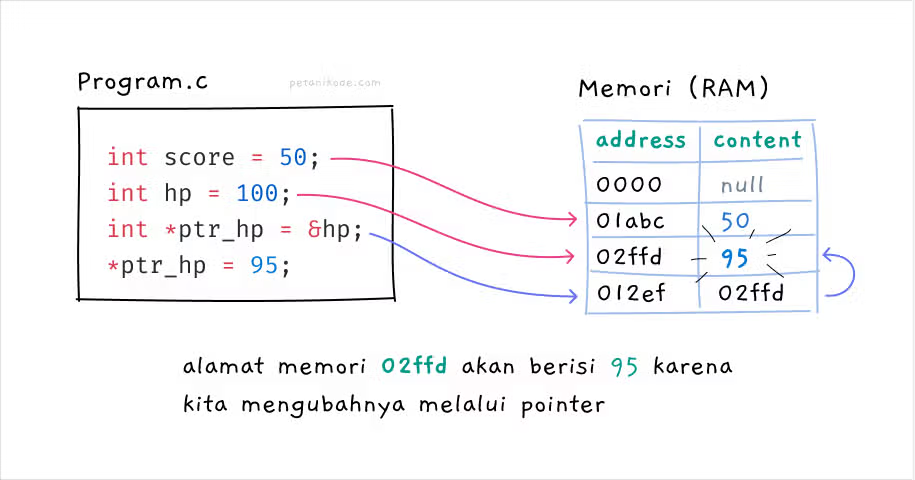 Program.c
petanikode.com
int score = 50;
int hp = 100;
int *ptr_hp = &hp;
*ptr_hp = 95;
Memori (RAM)
address content
0000 null
01abc 50
02ffd 95
012ef 02ffd
alamat memori 02ffd akan berisi 95 karena
kita mengubahnya melalui pointer